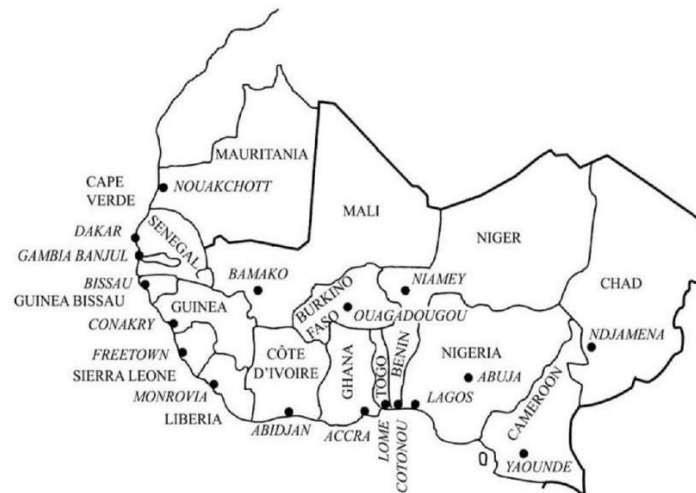 MAURITANIA
CAPE
VERDE
NOUAKCHOTT
MALI
SENEGAL
DAKAR
NIGER
GAMBIA BANJUL
CHAD
BISSAU
BAMAKO
NIAMEY
GUINEA BISSAU
GUINEA
BURKINO
FASO
OUAGADOUGOU
CONAKRY
NDJAMENA
FREETOWN
CÔTE
D'IVOIRE
GHANA
TOGO
BENIN
NIGERIA
SIERRA LEONE
ABUJA
CAMEROON
MONROVIA
LAGOS
LIBERIA
ABIDJAN
ACCRA
LOME
COTONOU
YAOUNDE